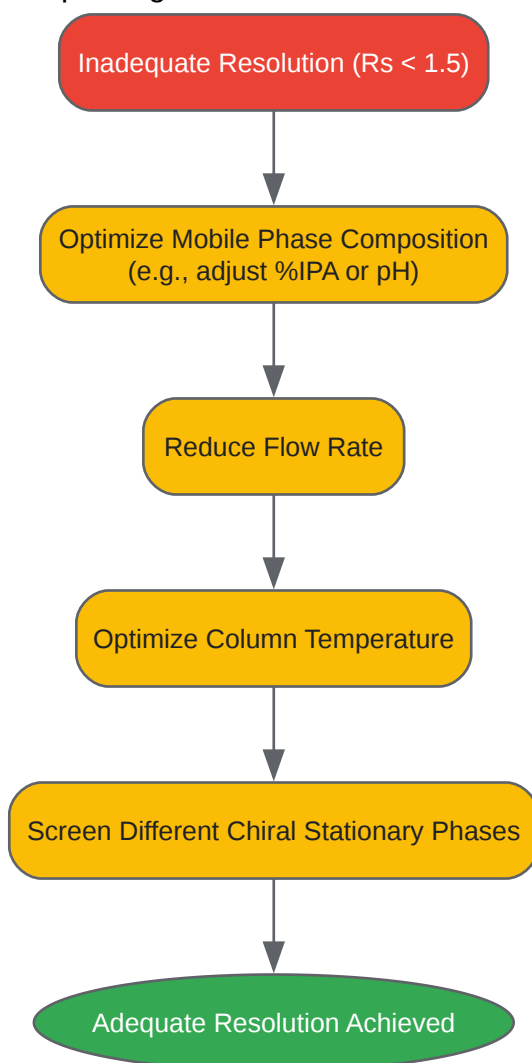 Inadequate Resolution (Rs < 1.5)
Optimize Mobile Phase Composition
(e.g., adjust %IPA or pH)
Reduce Flow Rate
Optimize Column Temperature
Screen Different Chiral Stationary Phases
Adequate Resolution Achieved